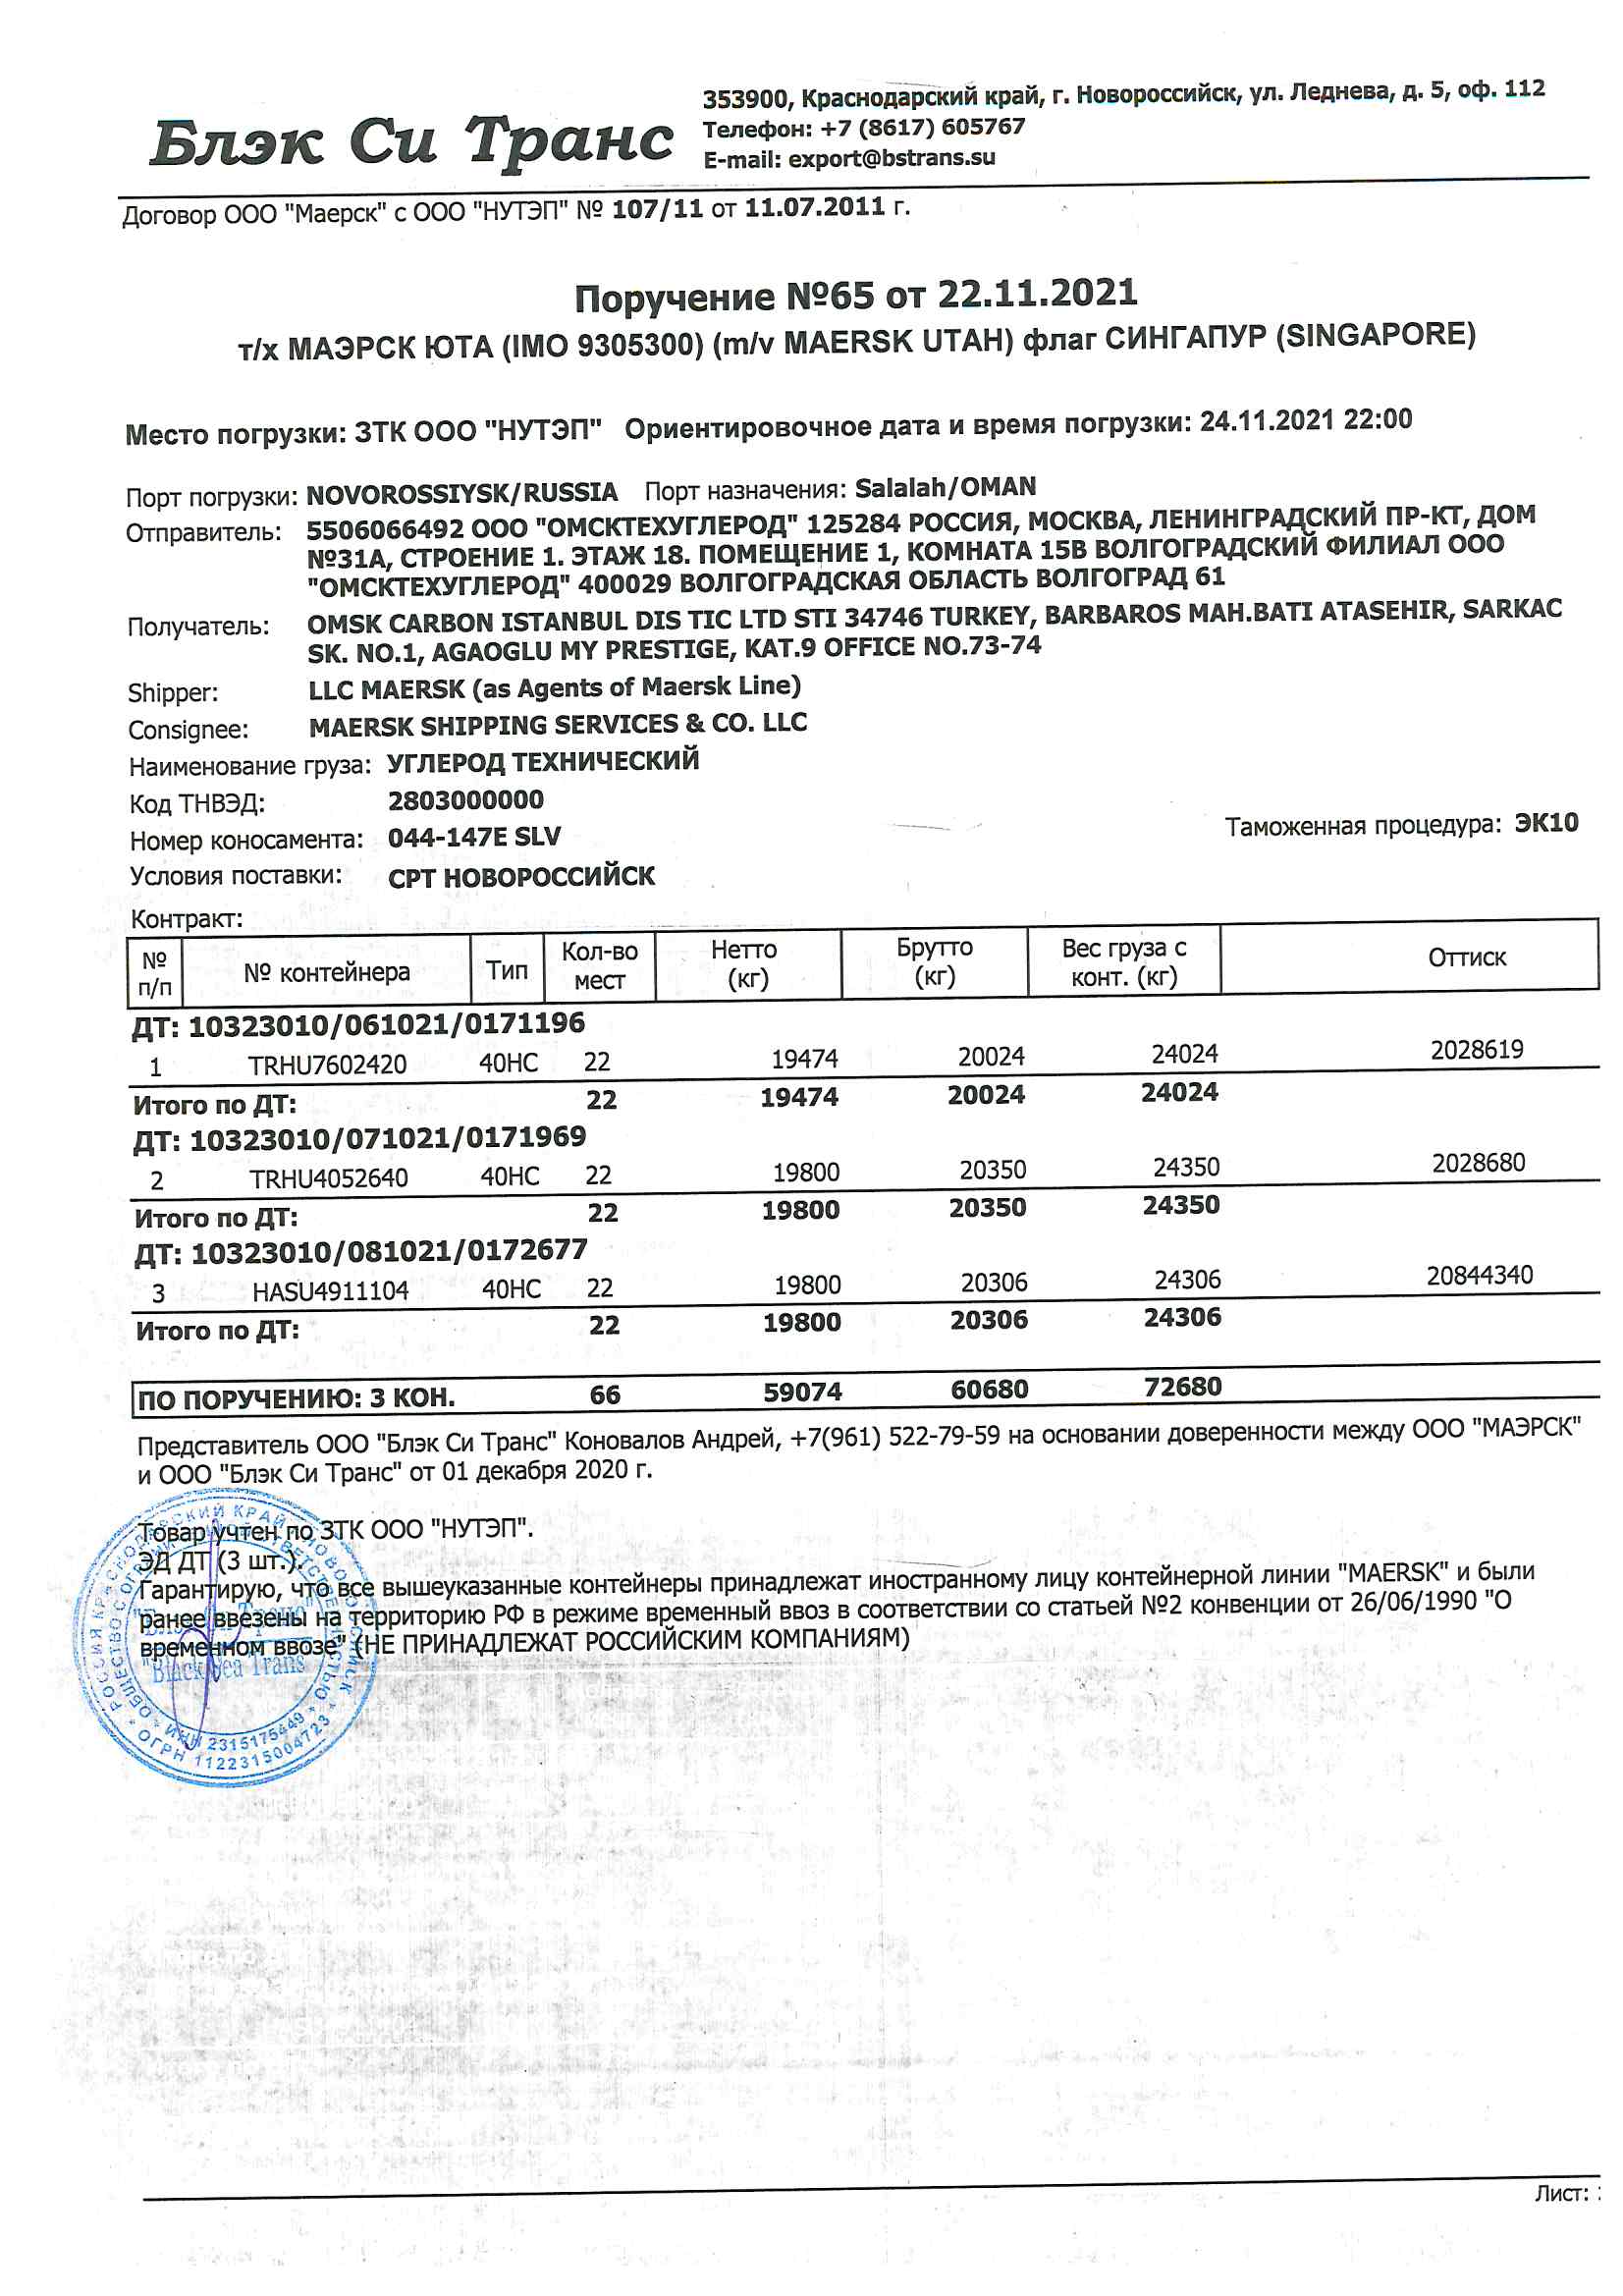 Блэк Си Транс
353900, Краснодарский край, г. Новороссийск, ул. Леднева, д. 5, оф. 112
Телефон: +7 (8617) 605767
E-mail: export@bstrans.su
Договор ООО "Маерск" с ООО "НУТЭП" № 107/11 от 11.07.2011 г.
Поручение №65 от 22.11.2021
т/х МАЭРСК ЮТА (IMO 9305300) (m/v MAERSK UTAH) флаг СИНГАПУР (SINGAPORE)
Место погрузки: ЗТК ООО "НУТЭП" Ориентировочное дата и время погрузки: 24.11.2021 22:00
Порт погрузки: NOVOROSSIYSK/RUSSIA Порт назначения: Salalah/OMAN
Отправитель: 5506066492 ООО "ОМСКТЕХУГЛЕРОД" 125284 РОССИЯ, МОСКВА, ЛЕНИНГРАДСКИЙ ПР-КТ, ДОМ
№31А, СТРОЕНИЕ 1. ЭТАЖ 18. ПОМЕЩЕНИЕ 1, КОМНАТА 15В ВОЛГОГРАДСКИЙ ФИЛИАЛ ООО
"ОМСКТЕХУГЛЕРОД" 400029 ВОЛГОГРАДСКАЯ ОБЛАСТЬ ВОЛГОГРАД 61
Получатель: OMSK CARBON ISTANBUL DIS TIC LTD STI 34746 TURKEY, BARBAROS MAH.BATI ATASEHIR, SARKAC
SK. NO.1, AGAOGLU MY PRESTIGE, KAT.9 OFFICE NO.73-74
Shipper: LLC MAERSK (as Agents of Maersk Line)
Consignee: MAERSK SHIPPING SERVICES & CO. LLC
Наименование груза: УГЛЕРОД ТЕХНИЧЕСКИЙ
Код ТНВЭД: 2803000000
Номер коносамента: 044-147E SLV Таможенная процедура: ЭК10
Условия поставки: СРТ НОВОРОССИЙСК
Контракт:
№ п/п № контейнера Тип Кол-во мест Нетто (кг) Брутто (кг) Вес груза с конт. (кг) Оттиск
ДТ: 10323010/061021/0171196
1 TRHU7602420 40HC 22 19474 20024 24024 2028619
Итого по ДТ: 22 19474 20024 24024
ДТ: 10323010/071021/0171969
2 TRHU4052640 40HC 22 19800 20350 24350 2028680
Итого по ДТ: 22 19800 20350 24350
ДТ: 10323010/081021/0172677
3 HASU4911104 40HC 22 19800 20306 24306 20844340
Итого по ДТ: 22 19800 20306 24306
ПО ПОРУЧЕНИЮ: 3 КОН. 66 59074 60680 72680
Представитель ООО "Блэк Си Транс" Коновалов Андрей, +7(961) 522-79-59 на основании доверенности между ООО "МАЭРСК"
и ООО "Блэк Си Транс" от 01 декабря 2020 г.
Товар учтен по ЗТК ООО "НУТЭП".
ЭД ДТ (3 шт.).
Гарантирую, что все вышеуказанные контейнеры принадлежат иностранному лицу контейнерной линии "MAERSK" и были
ранее ввезены на территорию РФ в режиме временный ввоз в соответствии со статьей №2 конвенции от 26/06/1990 "О
временном ввозе" (НЕ ПРИНАДЛЕЖАТ РОССИЙСКИМ КОМПАНИЯМ)
РОССИЯ КРАСНОДАРСКИЙ КРАЙ Г. НОВОРОССИЙСК
ОБЩЕСТВО С ОГРАНИЧЕННОЙ ОТВЕТСТВЕННОСТЬЮ
"Black Sea Trans"
ИНН 2315175449
ОГРН 1122315004723
Лист: